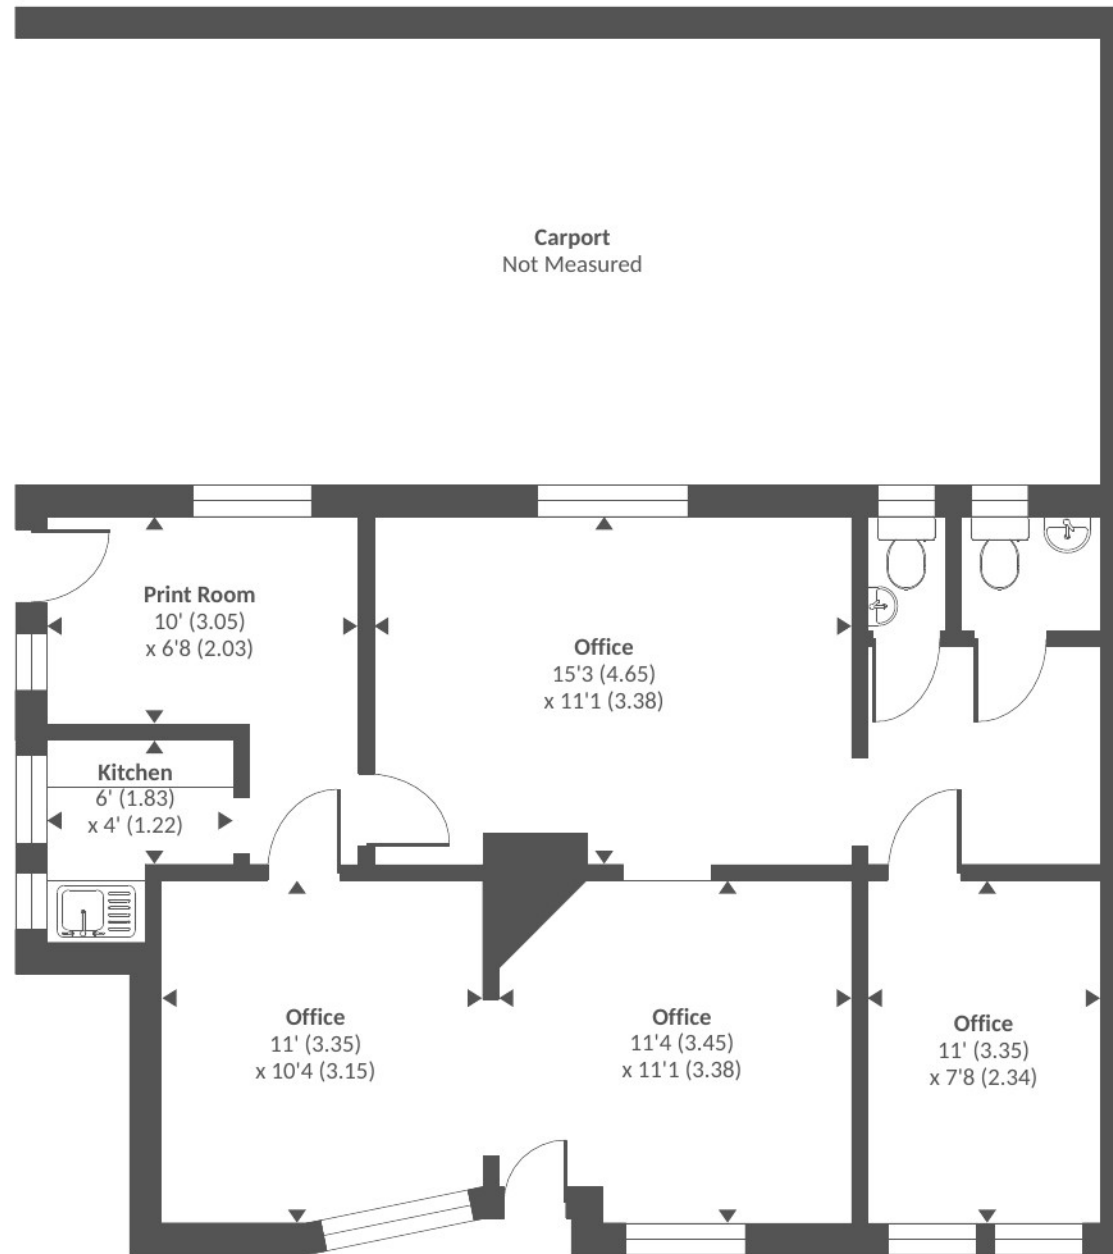 Carport
Not Measured
Print Room
10' (3.05)
x 6'8 (2.03)
Office
15'3 (4.65)
x 11'1 (3.38)
Kitchen
6' (1.83)
x 4' (1.22)
Office
11' (3.35)
x 10'4 (3.15)
Office
11'4 (3.45)
x 11'1 (3.38)
Office
11' (3.35)
x 7'8 (2.34)